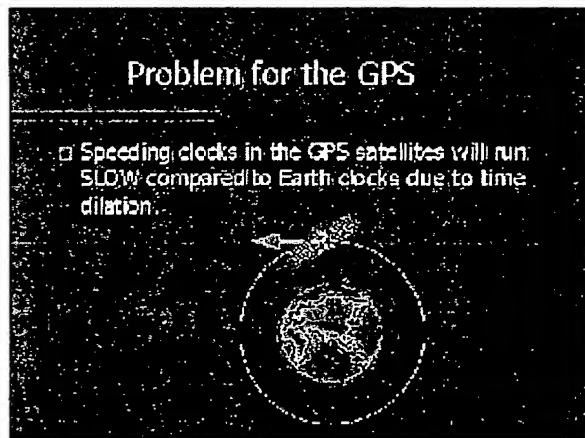 Problem for the GPS
Speeding clocks in the GPS satellites will run
SLOW compared to Earth clocks due to time
dilation